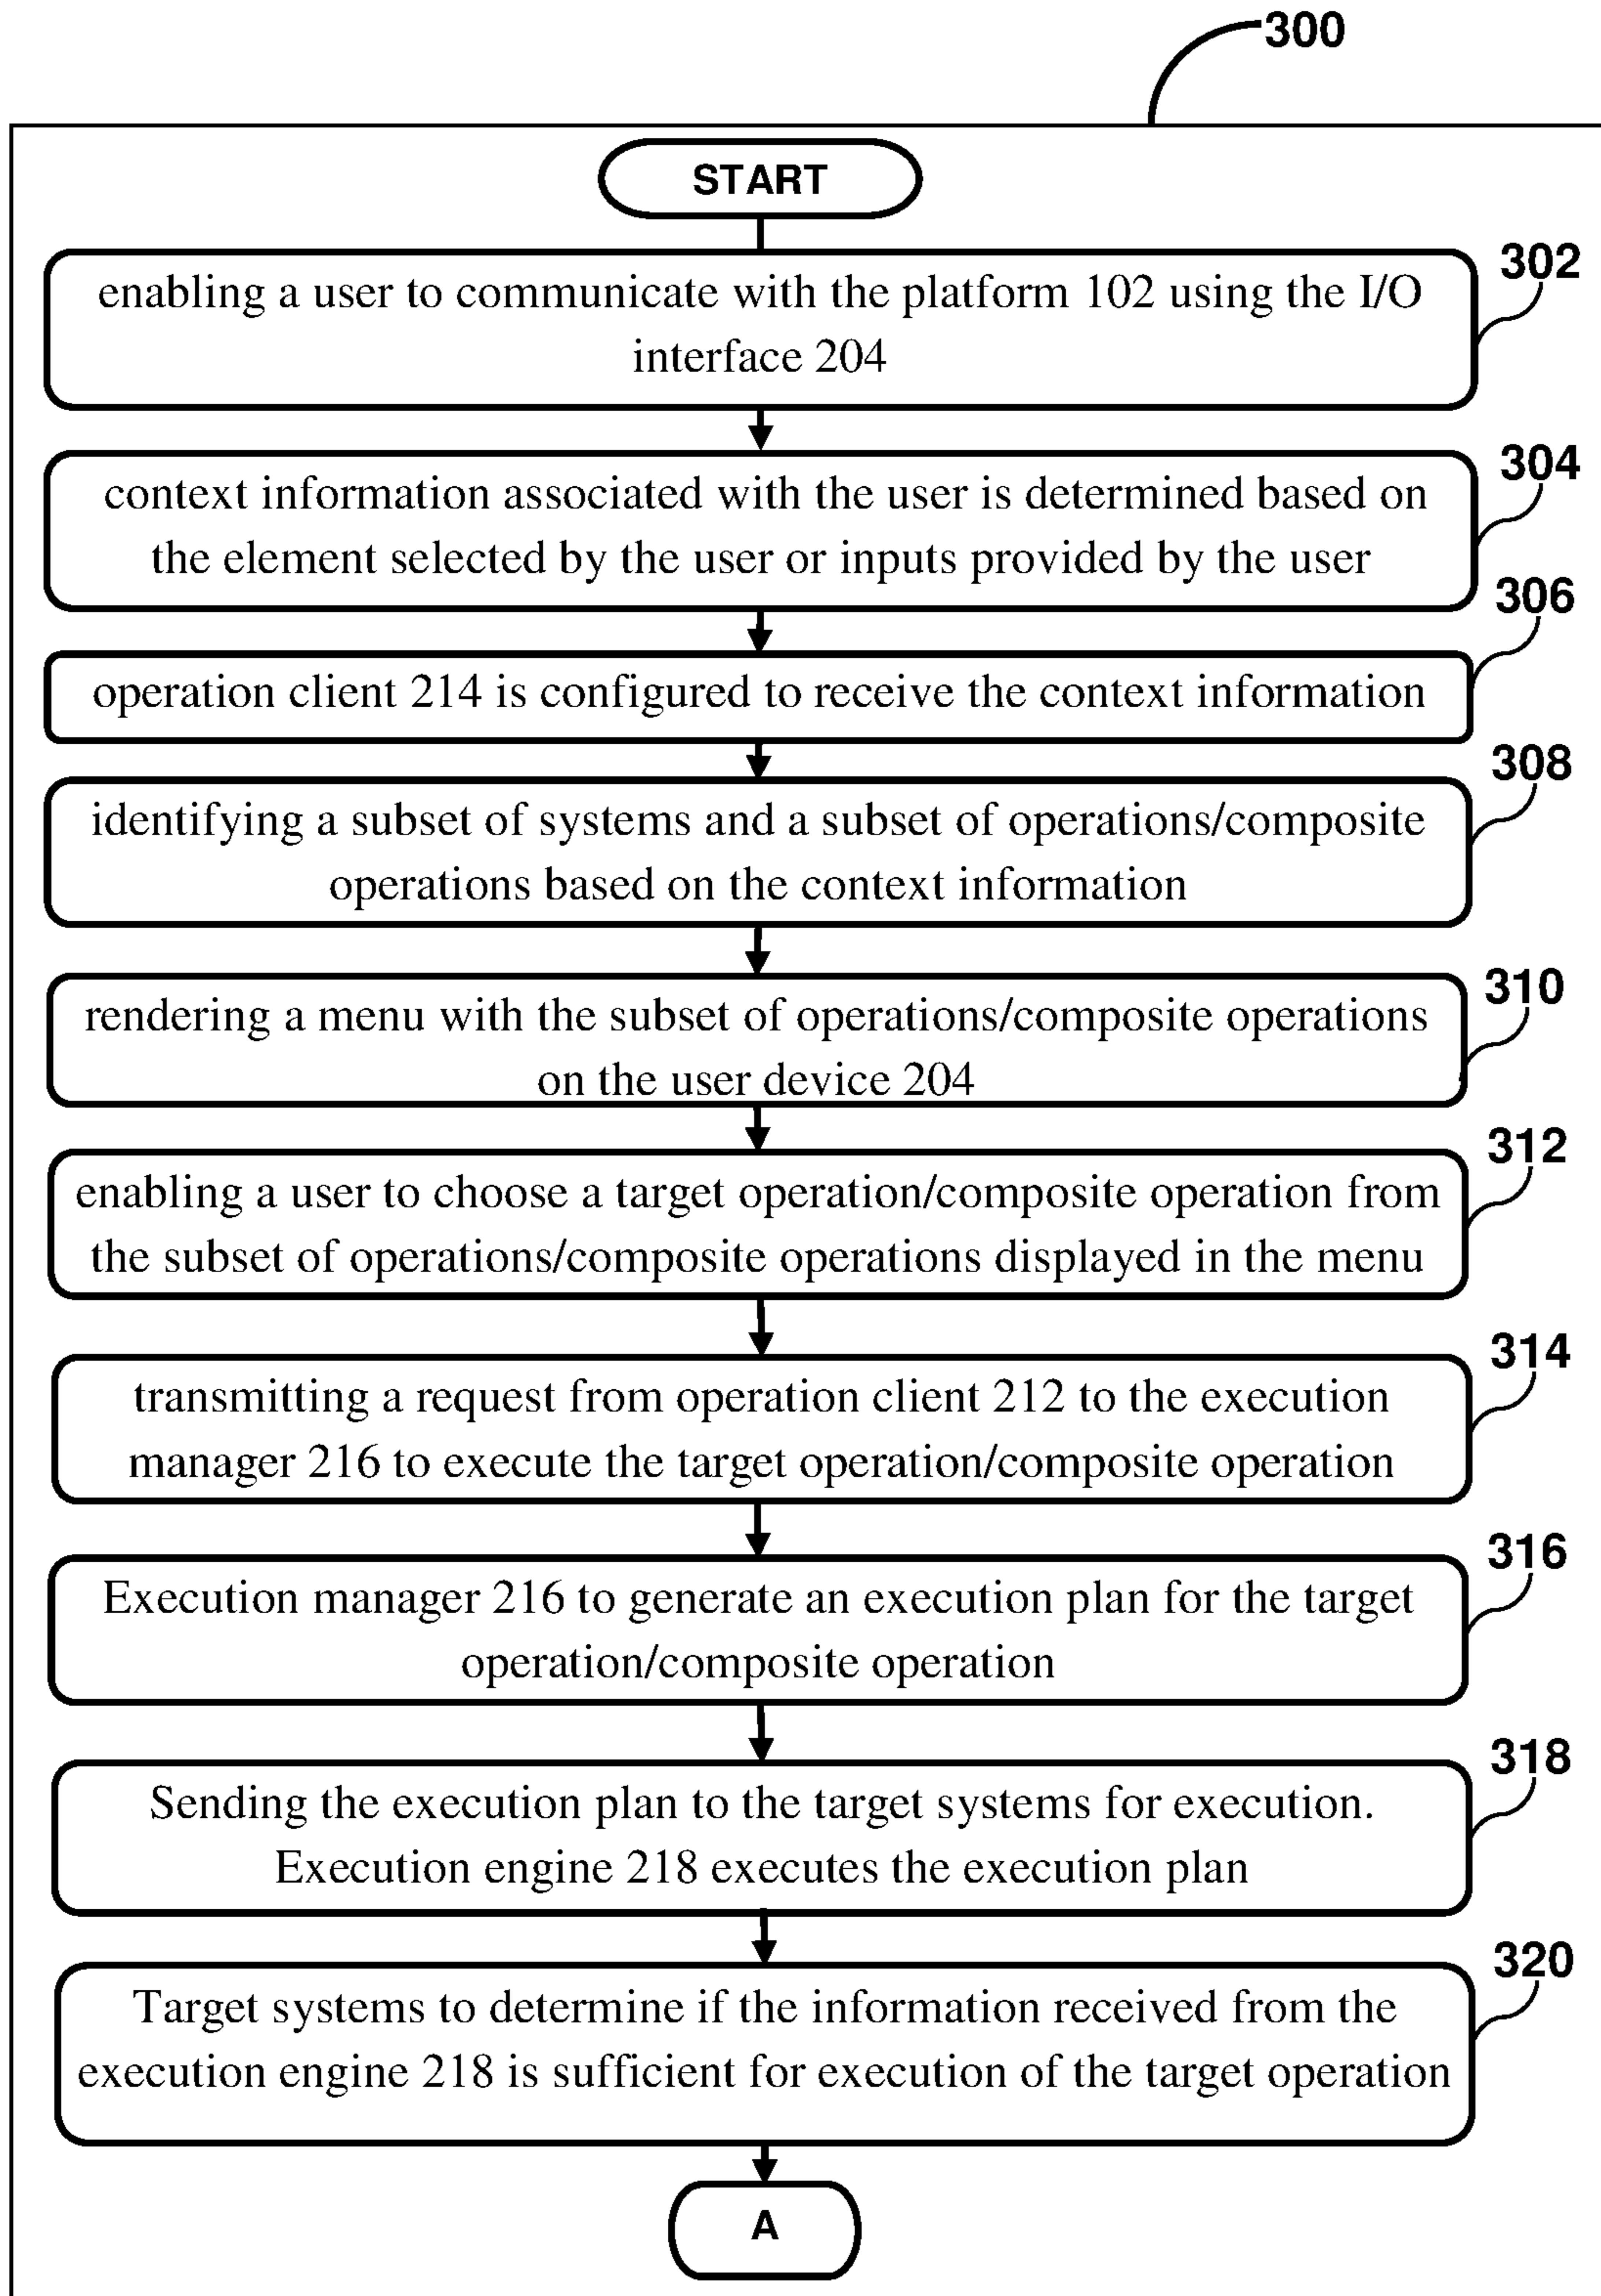 300
START
302
enabling a user to communicate with the platform 102 using the I/O
interface 204
304
context information associated with the user is determined based on
the element selected by the user or inputs provided by the user
306
operation client 214 is configured to receive the context information
308
identifying a subset of systems and a subset of operations/composite
operations based on the context information
310
rendering a menu with the subset of operations/composite operations
on the user device 204
312
enabling a user to choose a target operation/composite operation from
the subset of operations/composite operations displayed in the menu
314
transmitting a request from operation client 212 to the execution
manager 216 to execute the target operation/composite operation
316
Execution manager 216 to generate an execution plan for the target
operation/composite operation
318
Sending the execution plan to the target systems for execution.
Execution engine 218 executes the execution plan
320
Target systems to determine if the information received from the
execution engine 218 is sufficient for execution of the target operation
A